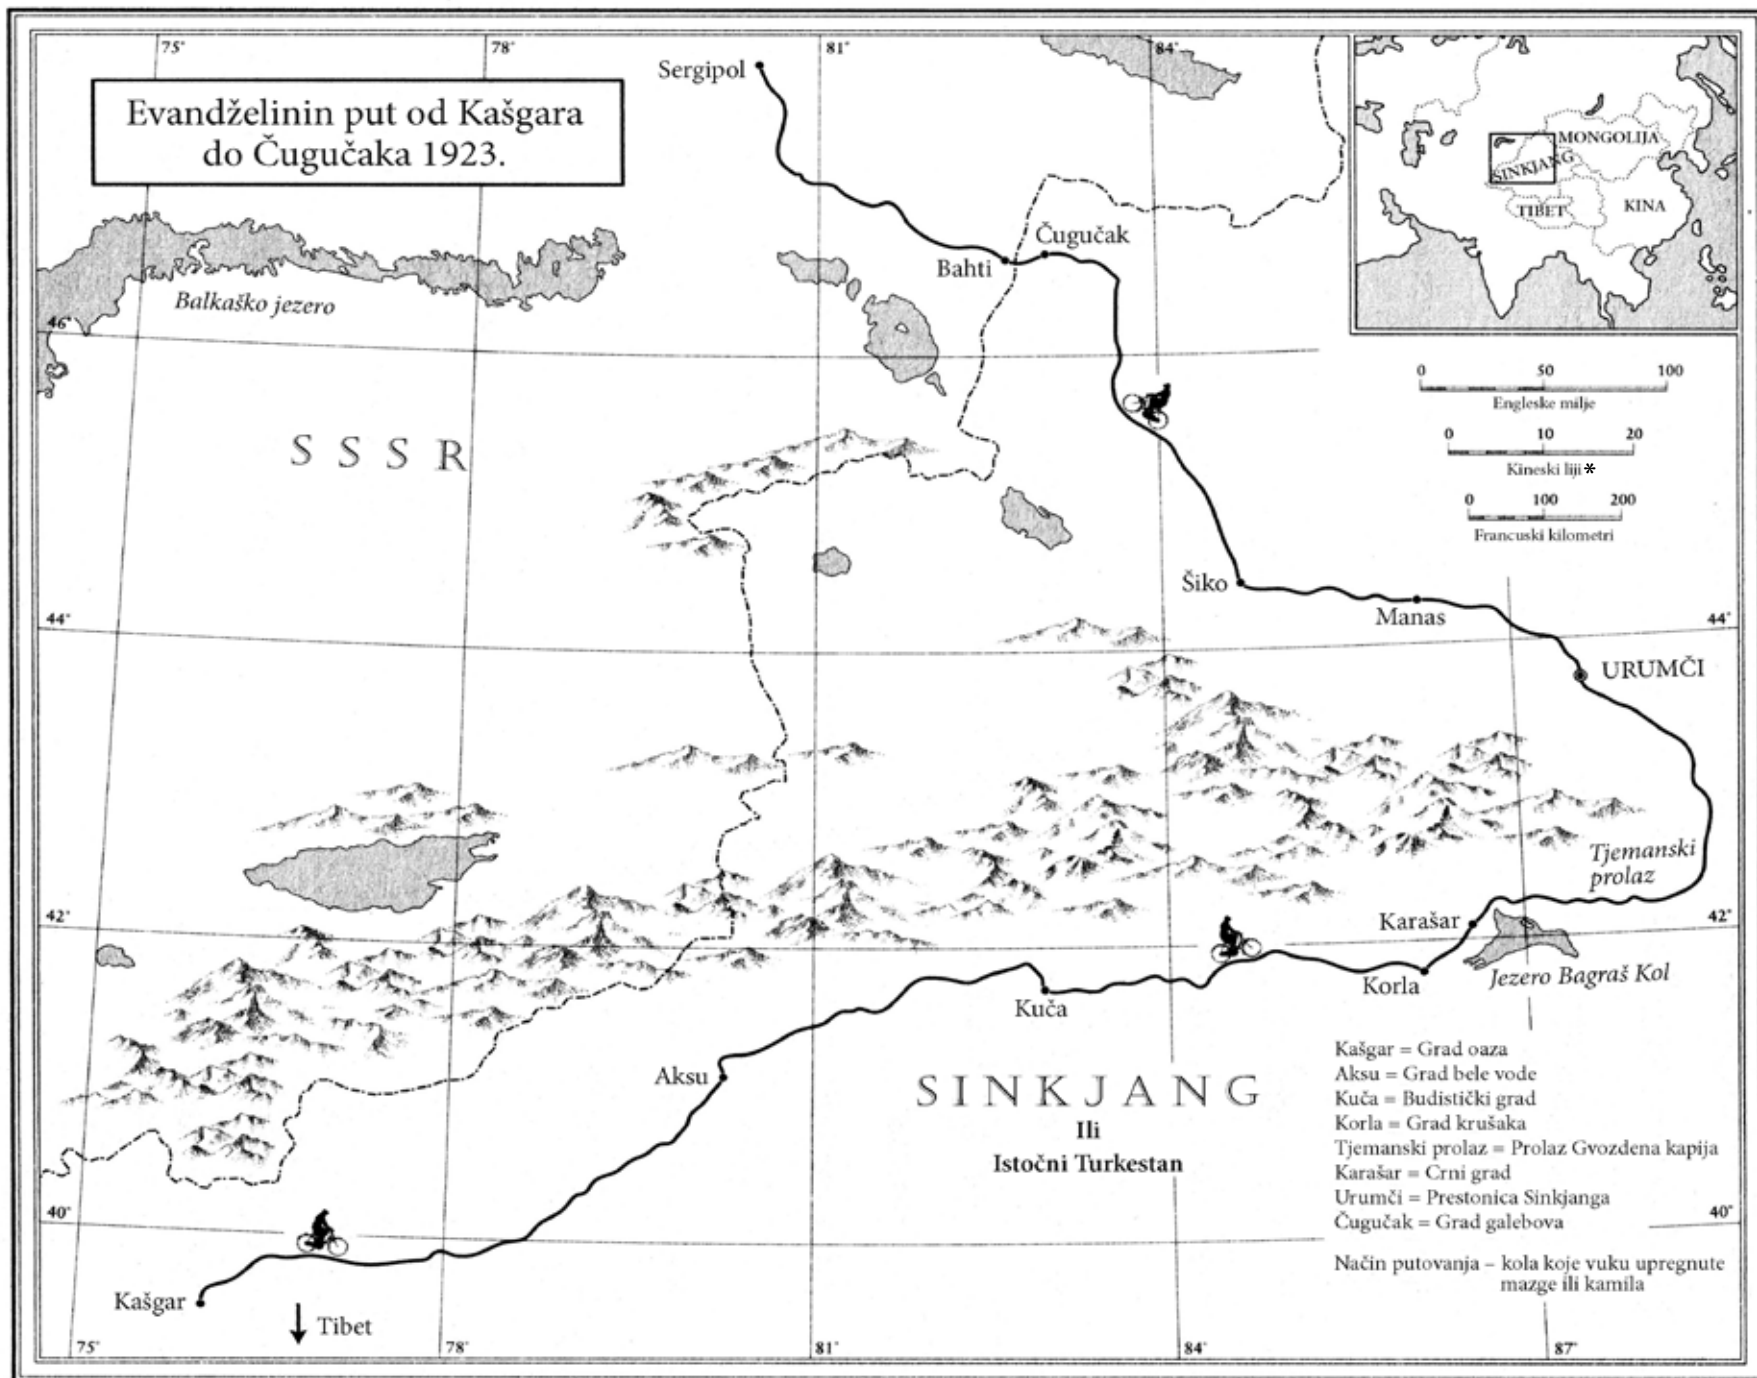 75°
78°
81°
84°
Evandželinin put od Kašgara
do Čugučaka 1923.
Sergipol
MONGOLIJA
SINKJANG
TIBET
KINA
Čugučak
Bahti
Balkaško jezero
46°
0 50 100
Engleske milje
0 10 20
Kineski liji*
0 100 200
Francuski kilometri
S S S R
Šiko
Manas
44°
44°
URUMČI
Tjemanski
prolaz
42°
42°
Karašar
Korla
Jezero Bagraš Kol
Kuča
Aksu
SINKJANG
Ili
Istočni Turkestan
Kašgar = Grad oaza
Aksu = Grad bele vode
Kuča = Budistički grad
Korla = Grad krušaka
Tjemanski prolaz = Prolaz Gvozdena kapija
Karašar = Crni grad
Urumči = Prestonica Sinkjanga
Čugučak = Grad galebova
40°
40°
Način putovanja – kola koje vuku upregnute
mazge ili kamila
Kašgar
Tibet
75°
78°
81°
84°
87°